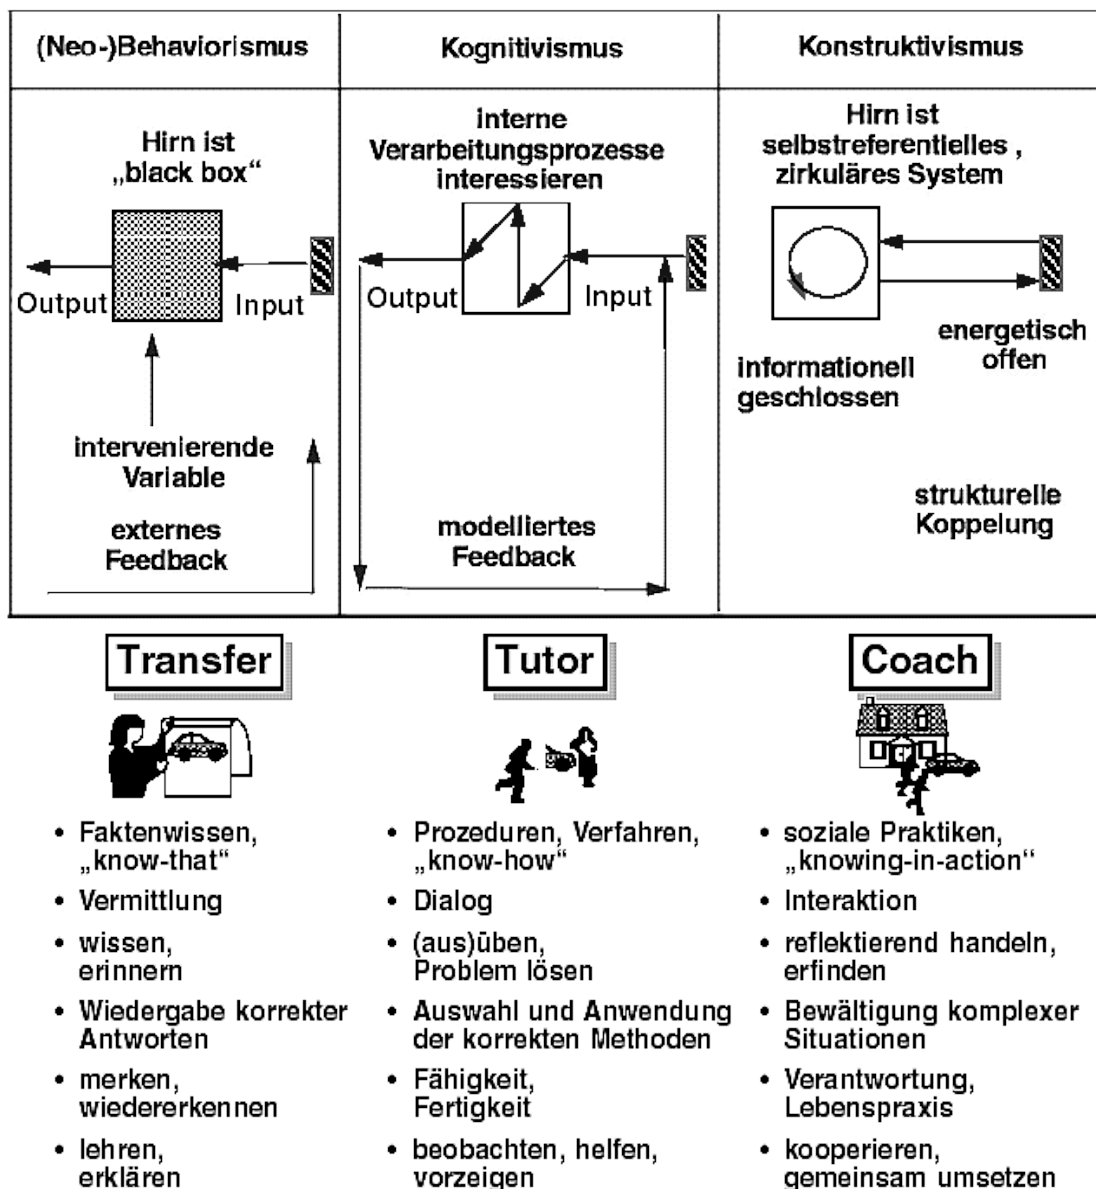 (Neo-)Behaviorismus
Hirn ist
„black box“
Output
Input
intervenierende
Variable
externes
Feedback
Kognitivismus
interne
Verarbeitungsprozesse
interessieren
Output
Input
modelliertes
Feedback
Konstruktivismus
Hirn ist
selbstreferentielles ,
zirkuläres System
energetisch
offen
informationell
geschlossen
strukturelle
Koppelung
Transfer
• Faktenwissen,
„know-that“
• Vermittlung
• wissen,
erinnern
• Wiedergabe korrekter
Antworten
• merken,
wiedererkennen
• lehren,
erklären
Tutor
• Prozeduren, Verfahren,
„know-how“
• Dialog
• (aus)üben,
Problem lösen
• Auswahl und Anwendung
der korrekten Methoden
• Fähigkeit,
Fertigkeit
• beobachten, helfen,
vorzeigen
Coach
• soziale Praktiken,
„knowing-in-action“
• Interaktion
• reflektierend handeln,
erfinden
• Bewältigung komplexer
Situationen
• Verantwortung,
Lebenspraxis
• kooperieren,
gemeinsam umsetzen